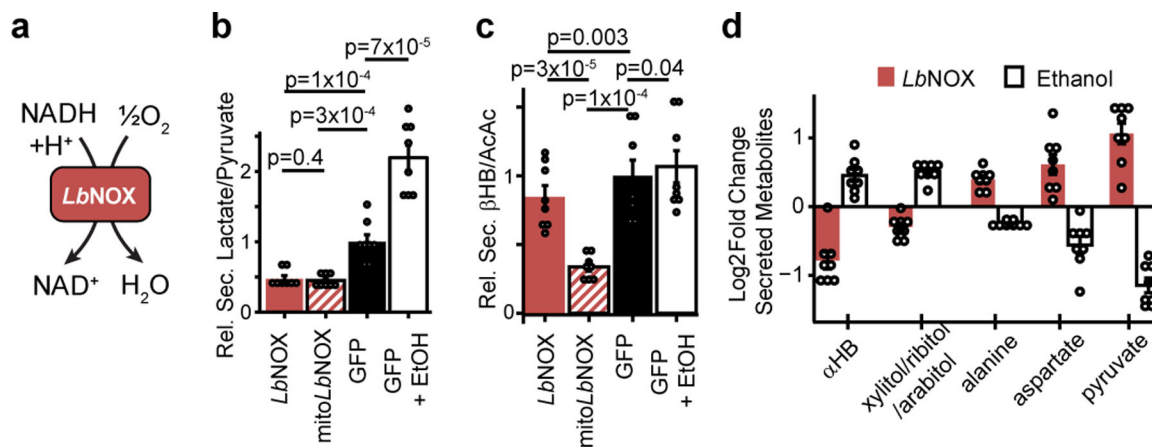 a
NADH
+H⁺
½O₂
LbNOX
NAD⁺
H₂O
b
p=7x10⁻⁵
p=1x10⁻⁴
p=3x10⁻⁴
p=0.4
Rel. Sec. Lactate/Pyruvate
2
1
0
LbNOX
mitoLbNOX
GFP
GFP
+ EtOH
c
p=0.003
p=3x10⁻⁵
p=0.04
p=1x10⁻⁴
Rel. Sec. βHB/AcAc
1
0
LbNOX
mitoLbNOX
GFP
GFP
+ EtOH
d
LbNOX
Ethanol
Log2Fold Change
Secreted Metabolites
1
0
−1
αHB
xylitol/ribitol
/arabitol
alanine
aspartate
pyruvate